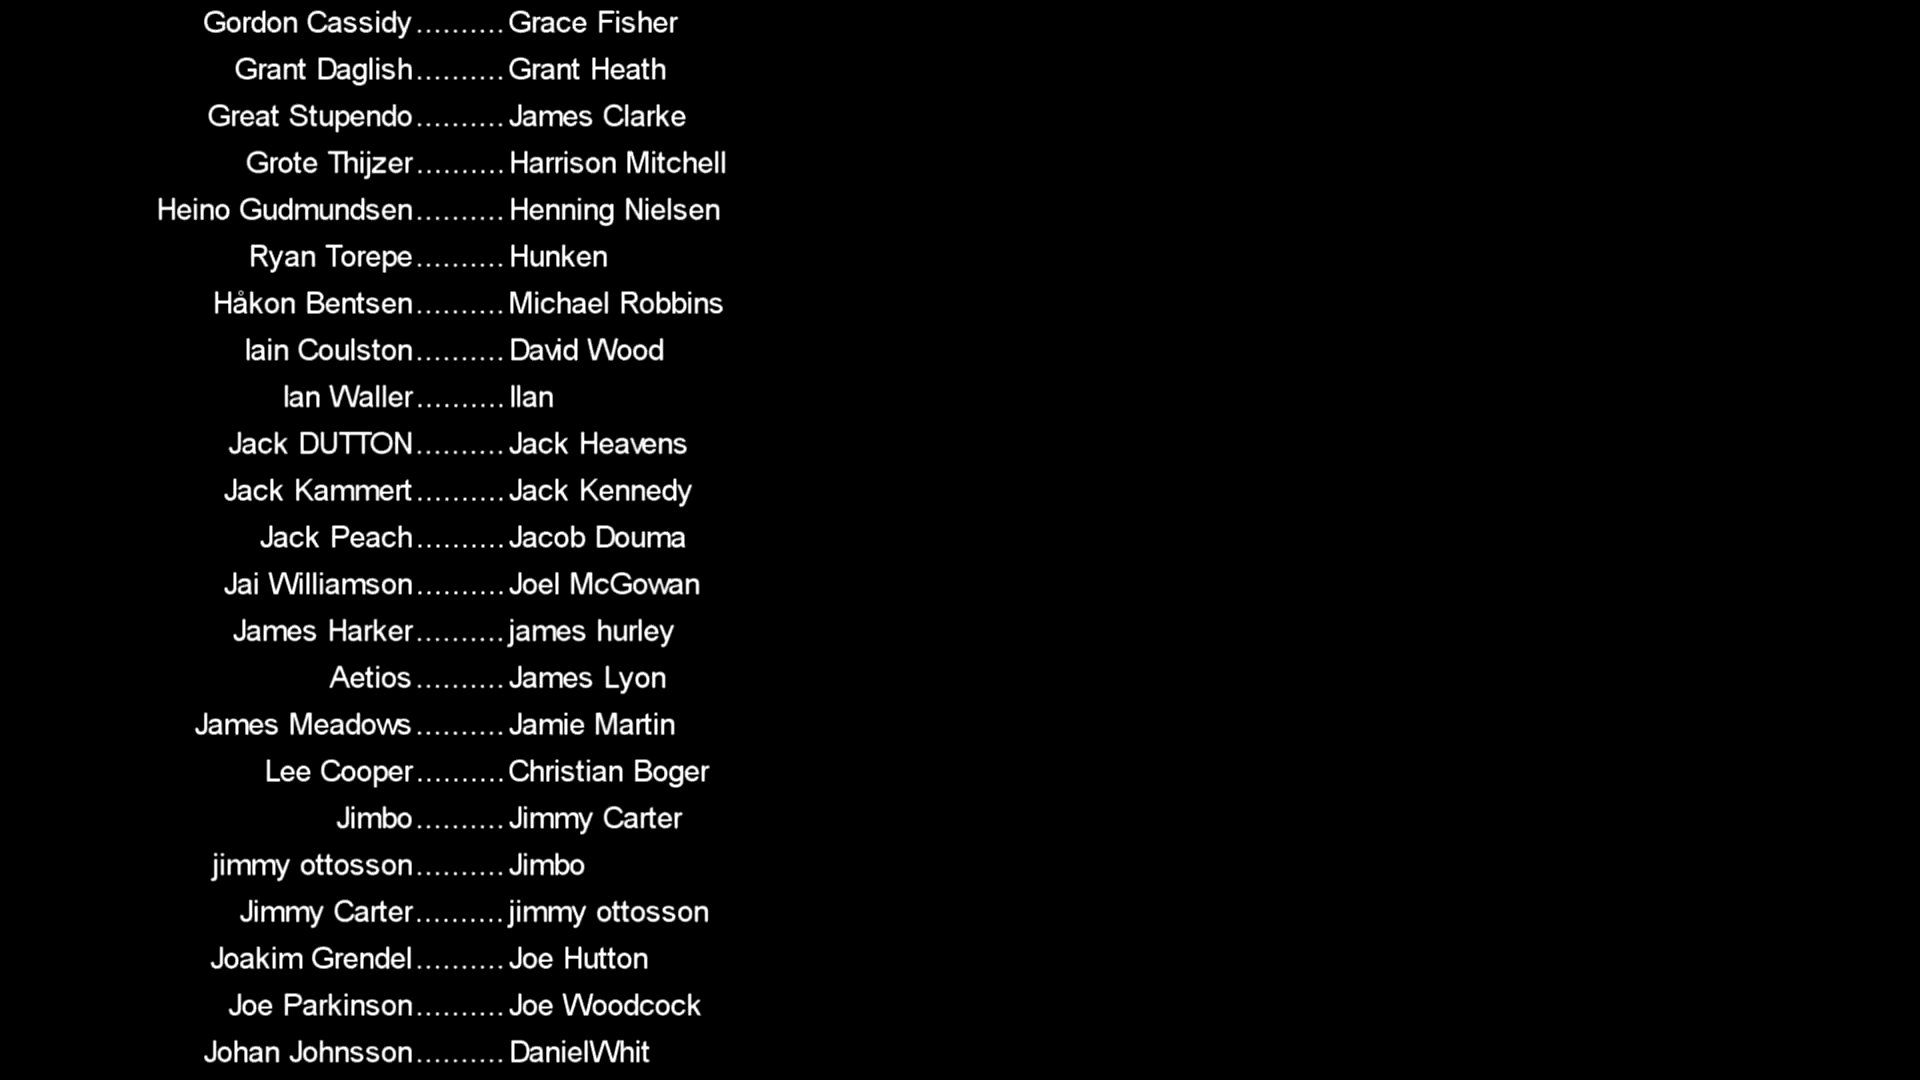 Gordon Cassidy..........Grace Fisher
Grant Daglish..........Grant Heath
Great Stupendo..........James Clarke
Grote Thijzer..........Harrison Mitchell
Heino Gudmundsen..........Henning Nielsen
Ryan Torepe..........Hunken
Håkon Bentsen..........Michael Robbins
Iain Coulston..........David Wood
Ian Waller..........Ilan
Jack DUTTON..........Jack Heavens
Jack Kammert..........Jack Kennedy
Jack Peach..........Jacob Douma
Jai Williamson..........Joel McGowan
James Harker..........james hurley
Aetios..........James Lyon
James Meadows..........Jamie Martin
Lee Cooper..........Christian Boger
Jimbo..........Jimmy Carter
jimmy ottosson..........Jimbo
Jimmy Carter..........jimmy ottosson
Joakim Grendel..........Joe Hutton
Joe Parkinson..........Joe Woodcock
Johan Johnsson..........DanielWhit